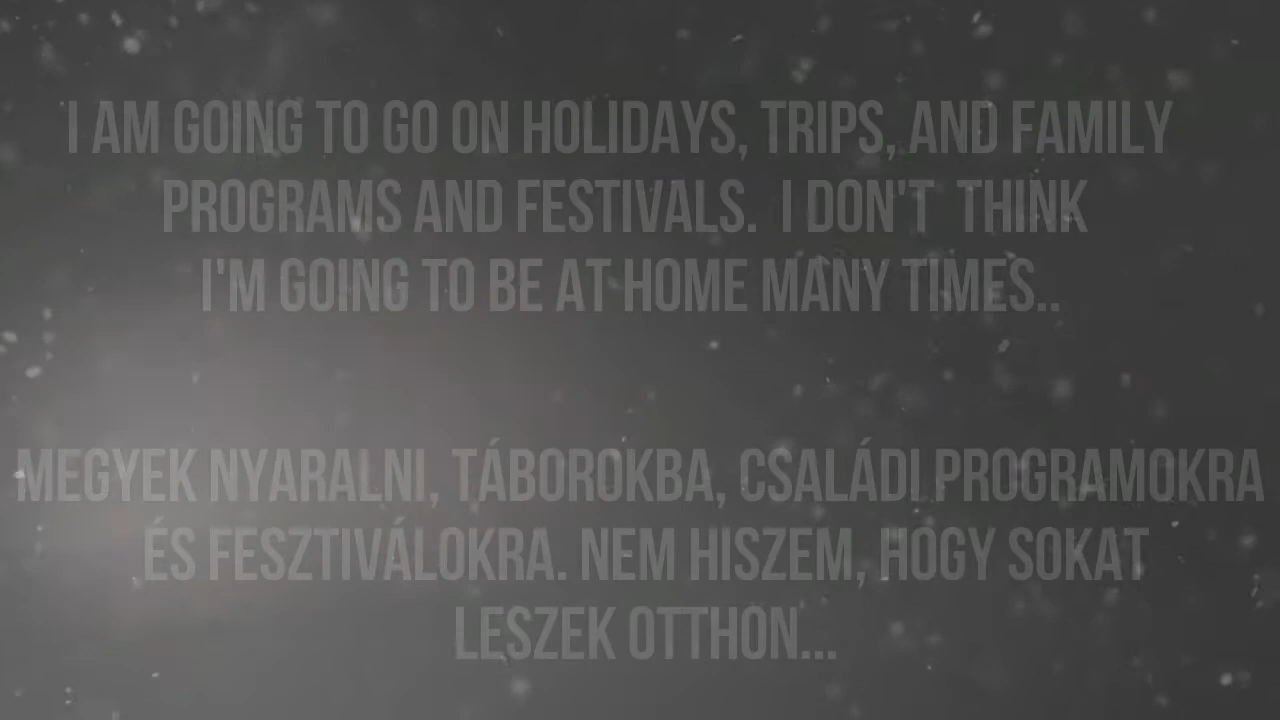 I AM GOING TO GO ON HOLIDAYS, TRIPS, AND FAMILY
PROGRAMS AND FESTIVALS. I DON'T THINK
I'M GOING TO BE AT HOME MANY TIMES..
MEGYEK NYARALNI, TÁBOROKBA, CSALÁDI PROGRAMOKRA
ÉS FESZTIVÁLOKRA. NEM HISZEM, HOGY SOKAT
LESZEK OTTHON...